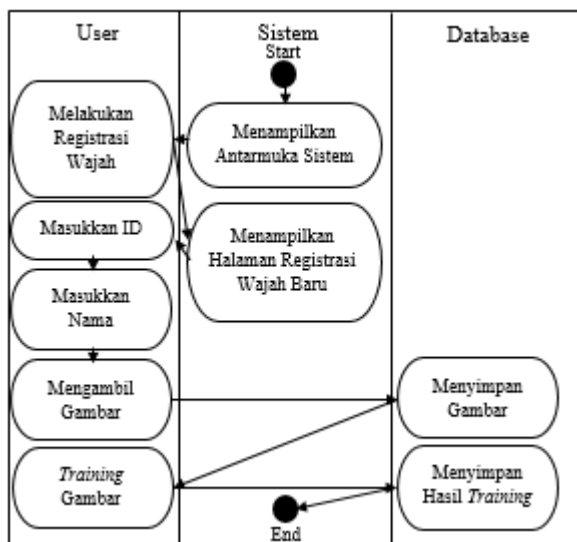 User
Sistem
Database
Start
Melakukan
Registrasi
Wajah
Menampilkan
Antarmuka Sistem
Masukkan ID
Menampilkan
Halaman Registrasi
Wajah Baru
Masukkan
Nama
Mengambil
Gambar
Menyimpan
Gambar
Training
Gambar
Menyimpan
Hasil Training
End